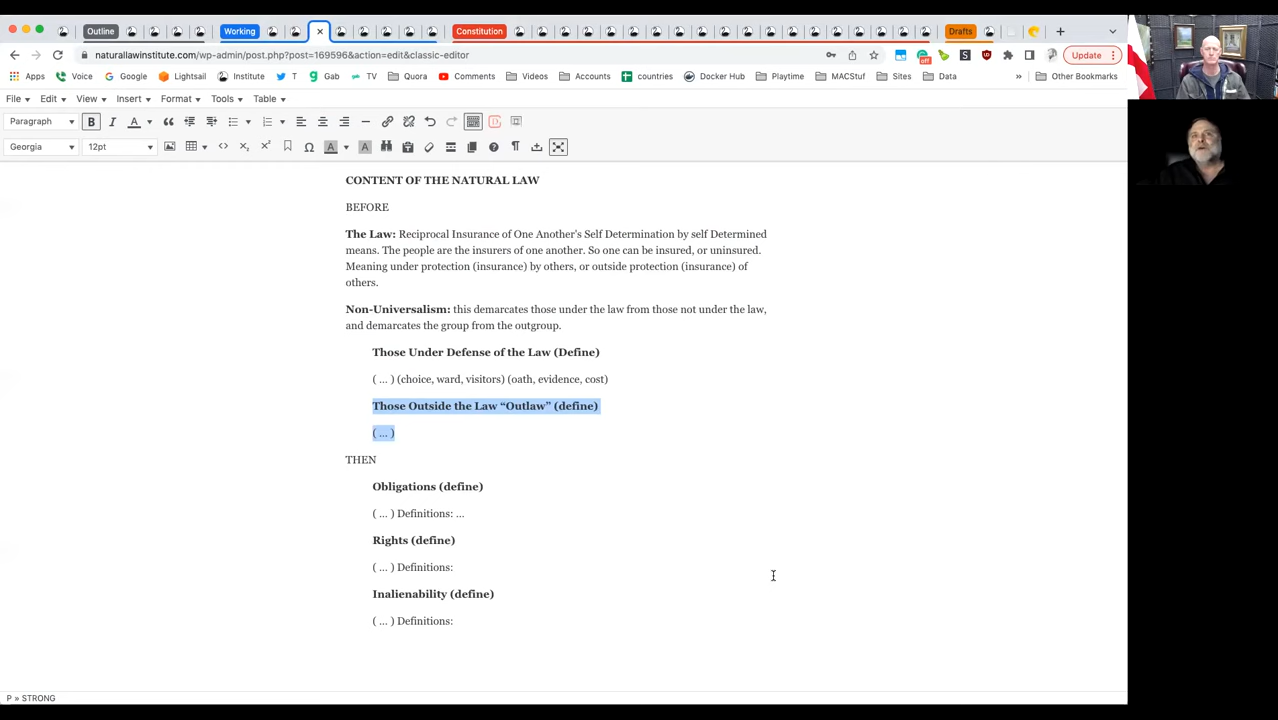 Outline
Working
Constitution
Drafts
naturallawinstitute.com/wp-admin/post.php?post=169596&action=edit&classic-editor
off
Update
Apps Voice Google Lightsail Institute T Gab TV Quora Comments Videos Accounts countries Docker Hub Playtime MACStuf Sites Data » Other Bookmarks
File Edit View Insert Format Tools Table
Paragraph B I A
Georgia 12pt A A
CONTENT OF THE NATURAL LAW
BEFORE
The Law: Reciprocal Insurance of One Another's Self Determination by self Determined
means. The people are the insurers of one another. So one can be insured, or uninsured.
Meaning under protection (insurance) by others, or outside protection (insurance) of
others.
Non-Universalism: this demarcates those under the law from those not under the law,
and demarcates the group from the outgroup.
Those Under Defense of the Law (Define)
( ... ) (choice, ward, visitors) (oath, evidence, cost)
Those Outside the Law “Outlaw” (define)
( ... )
THEN
Obligations (define)
( ... ) Definitions: ...
Rights (define)
( ... ) Definitions:
Inalienability (define)
( ... ) Definitions:
P » STRONG